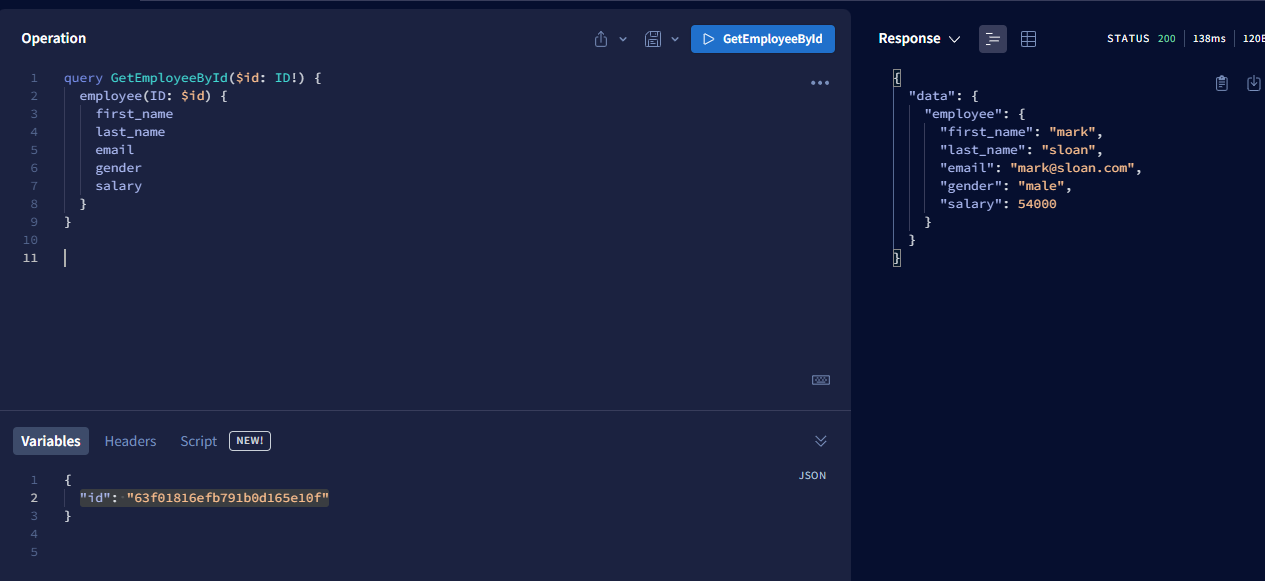 Operation
GetEmployeeById
1 query GetEmployeeById($id: ID!) {
2 employee(ID: $id) {
3 first_name
4 last_name
5 email
6 gender
7 salary
8 }
9 }
10
11
Variables Headers Script NEW!
JSON
1 {
2 "id": "63f01816efb791b0d165e10f"
3 }
4
5
Response STATUS 200 138ms 120B
{
"data": {
"employee": {
"first_name": "mark",
"last_name": "sloan",
"email": "mark@sloan.com",
"gender": "male",
"salary": 54000
}
}
}